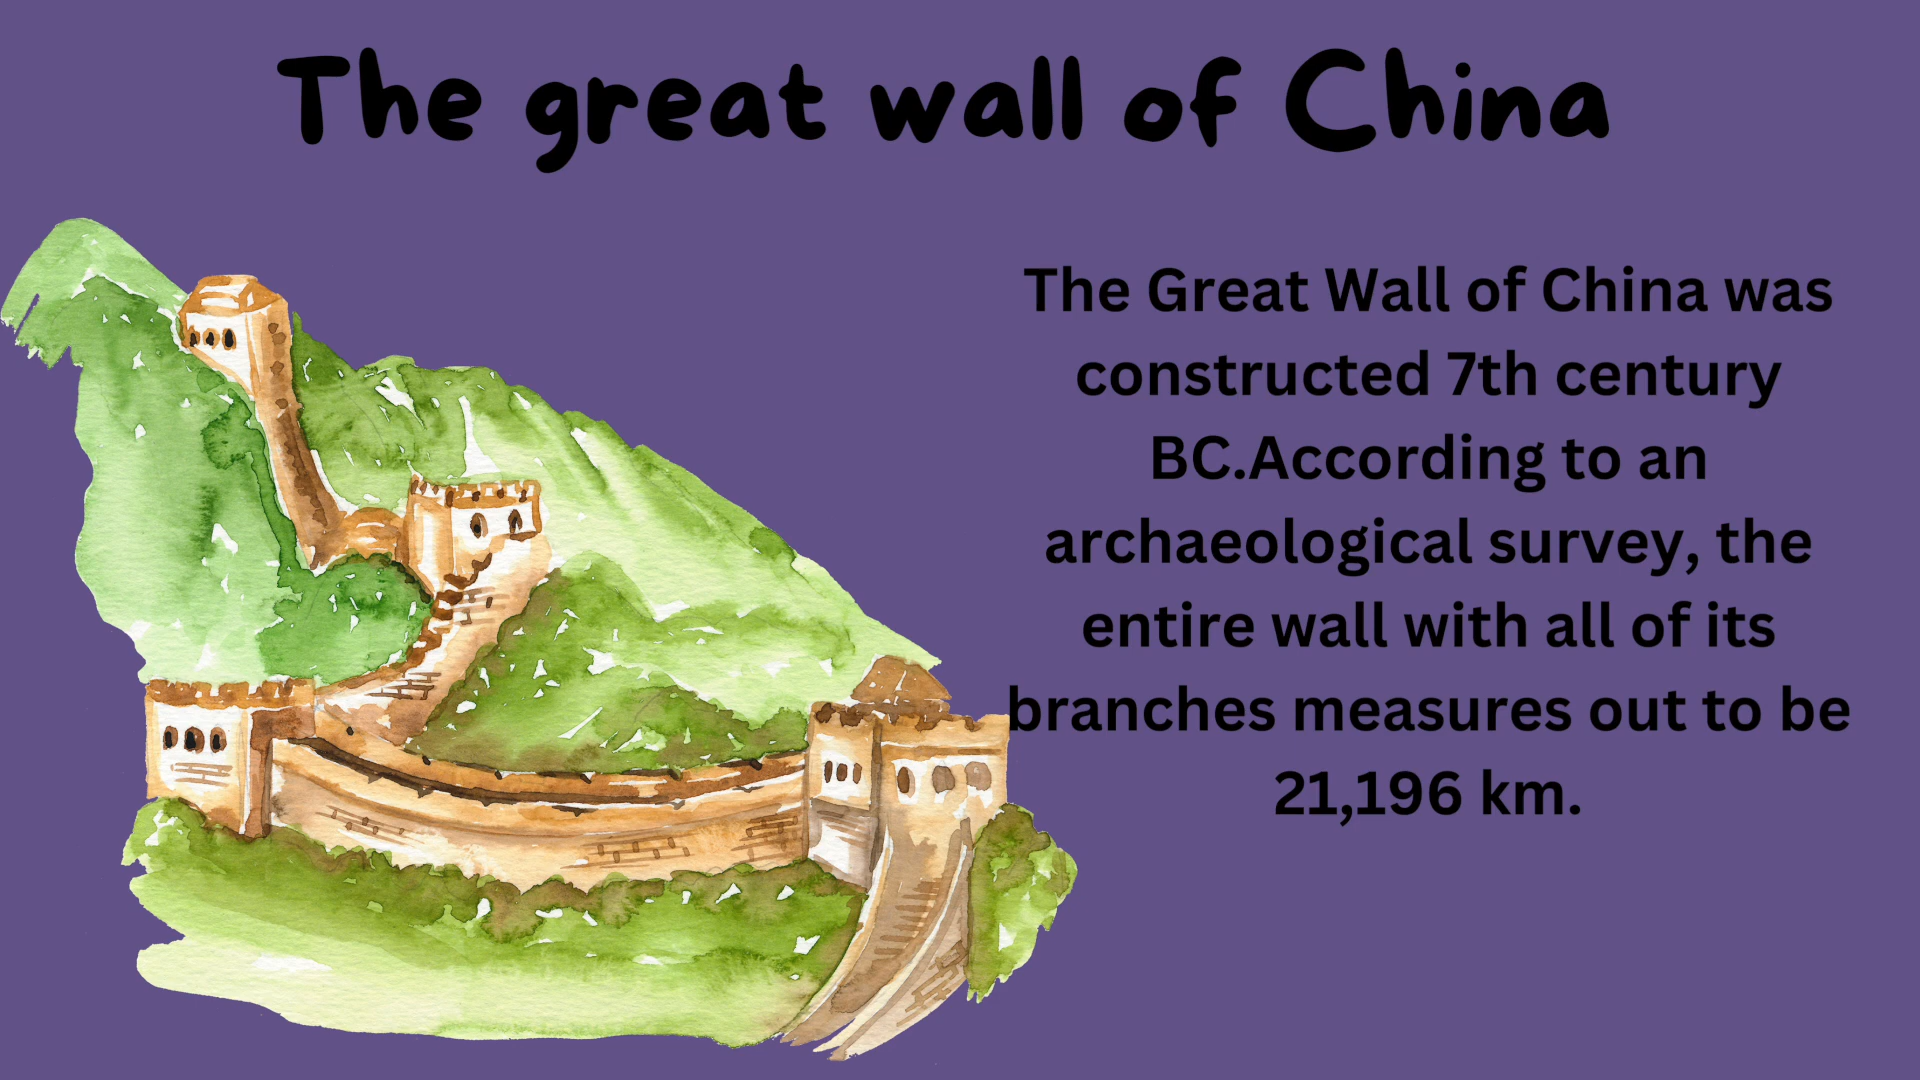 The great wall of China
The Great Wall of China was
constructed 7th century
BC.According to an
archaeological survey, the
entire wall with all of its
branches measures out to be
21,196 km.